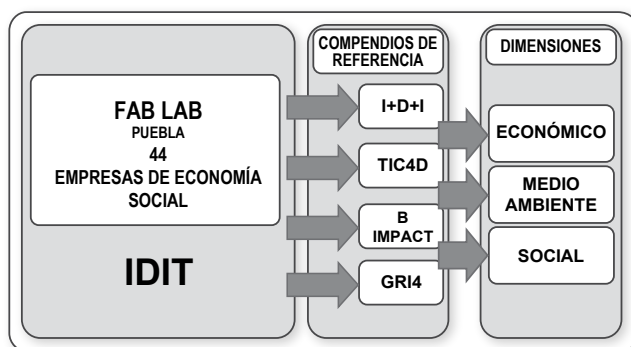 FAB LAB
PUEBLA
44
EMPRESAS DE ECONOMÍA
SOCIAL
IDIT
COMPENDIOS DE
REFERENCIA
I+D+I
TIC4D
B
IMPACT
GRI4
DIMENSIONES
ECONÓMICO
MEDIO
AMBIENTE
SOCIAL